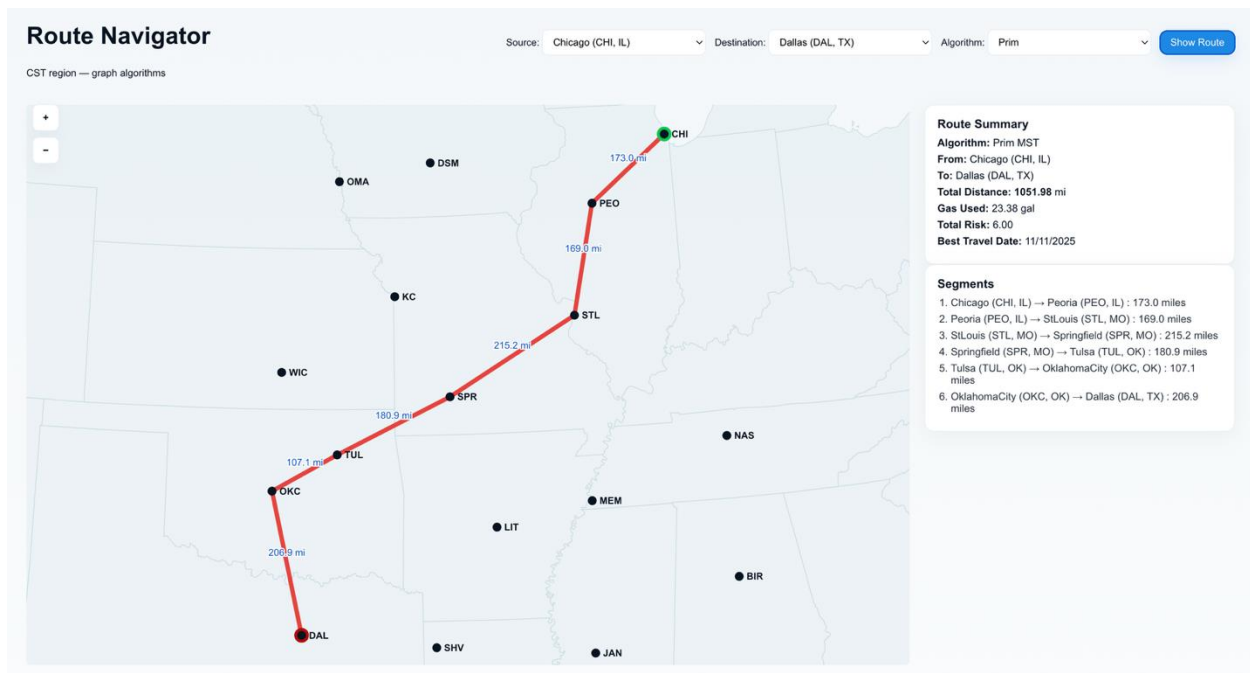 Route Navigator
Source: Chicago (CHI, IL) Destination: Dallas (DAL, TX) Algorithm: Prim Show Route
CST region — graph algorithms
+
-
CHI
173.0 mi
DSM
OMA
PEO
169.0 mi
KC
STL
215.2 mi
WIC
SPR
180.9 mi
NAS
107.1 mi
TUL
OKC
MEM
LIT
206.9 mi
BIR
DAL
SHV
JAN
Route Summary
Algorithm: Prim MST
From: Chicago (CHI, IL)
To: Dallas (DAL, TX)
Total Distance: 1051.98 mi
Gas Used: 23.38 gal
Total Risk: 6.00
Best Travel Date: 11/11/2025
Segments
1. Chicago (CHI, IL) → Peoria (PEO, IL) : 173.0 miles
2. Peoria (PEO, IL) → StLouis (STL, MO) : 169.0 miles
3. StLouis (STL, MO) → Springfield (SPR, MO) : 215.2 miles
4. Springfield (SPR, MO) → Tulsa (TUL, OK) : 180.9 miles
5. Tulsa (TUL, OK) → OklahomaCity (OKC, OK) : 107.1
miles
6. OklahomaCity (OKC, OK) → Dallas (DAL, TX) : 206.9
miles